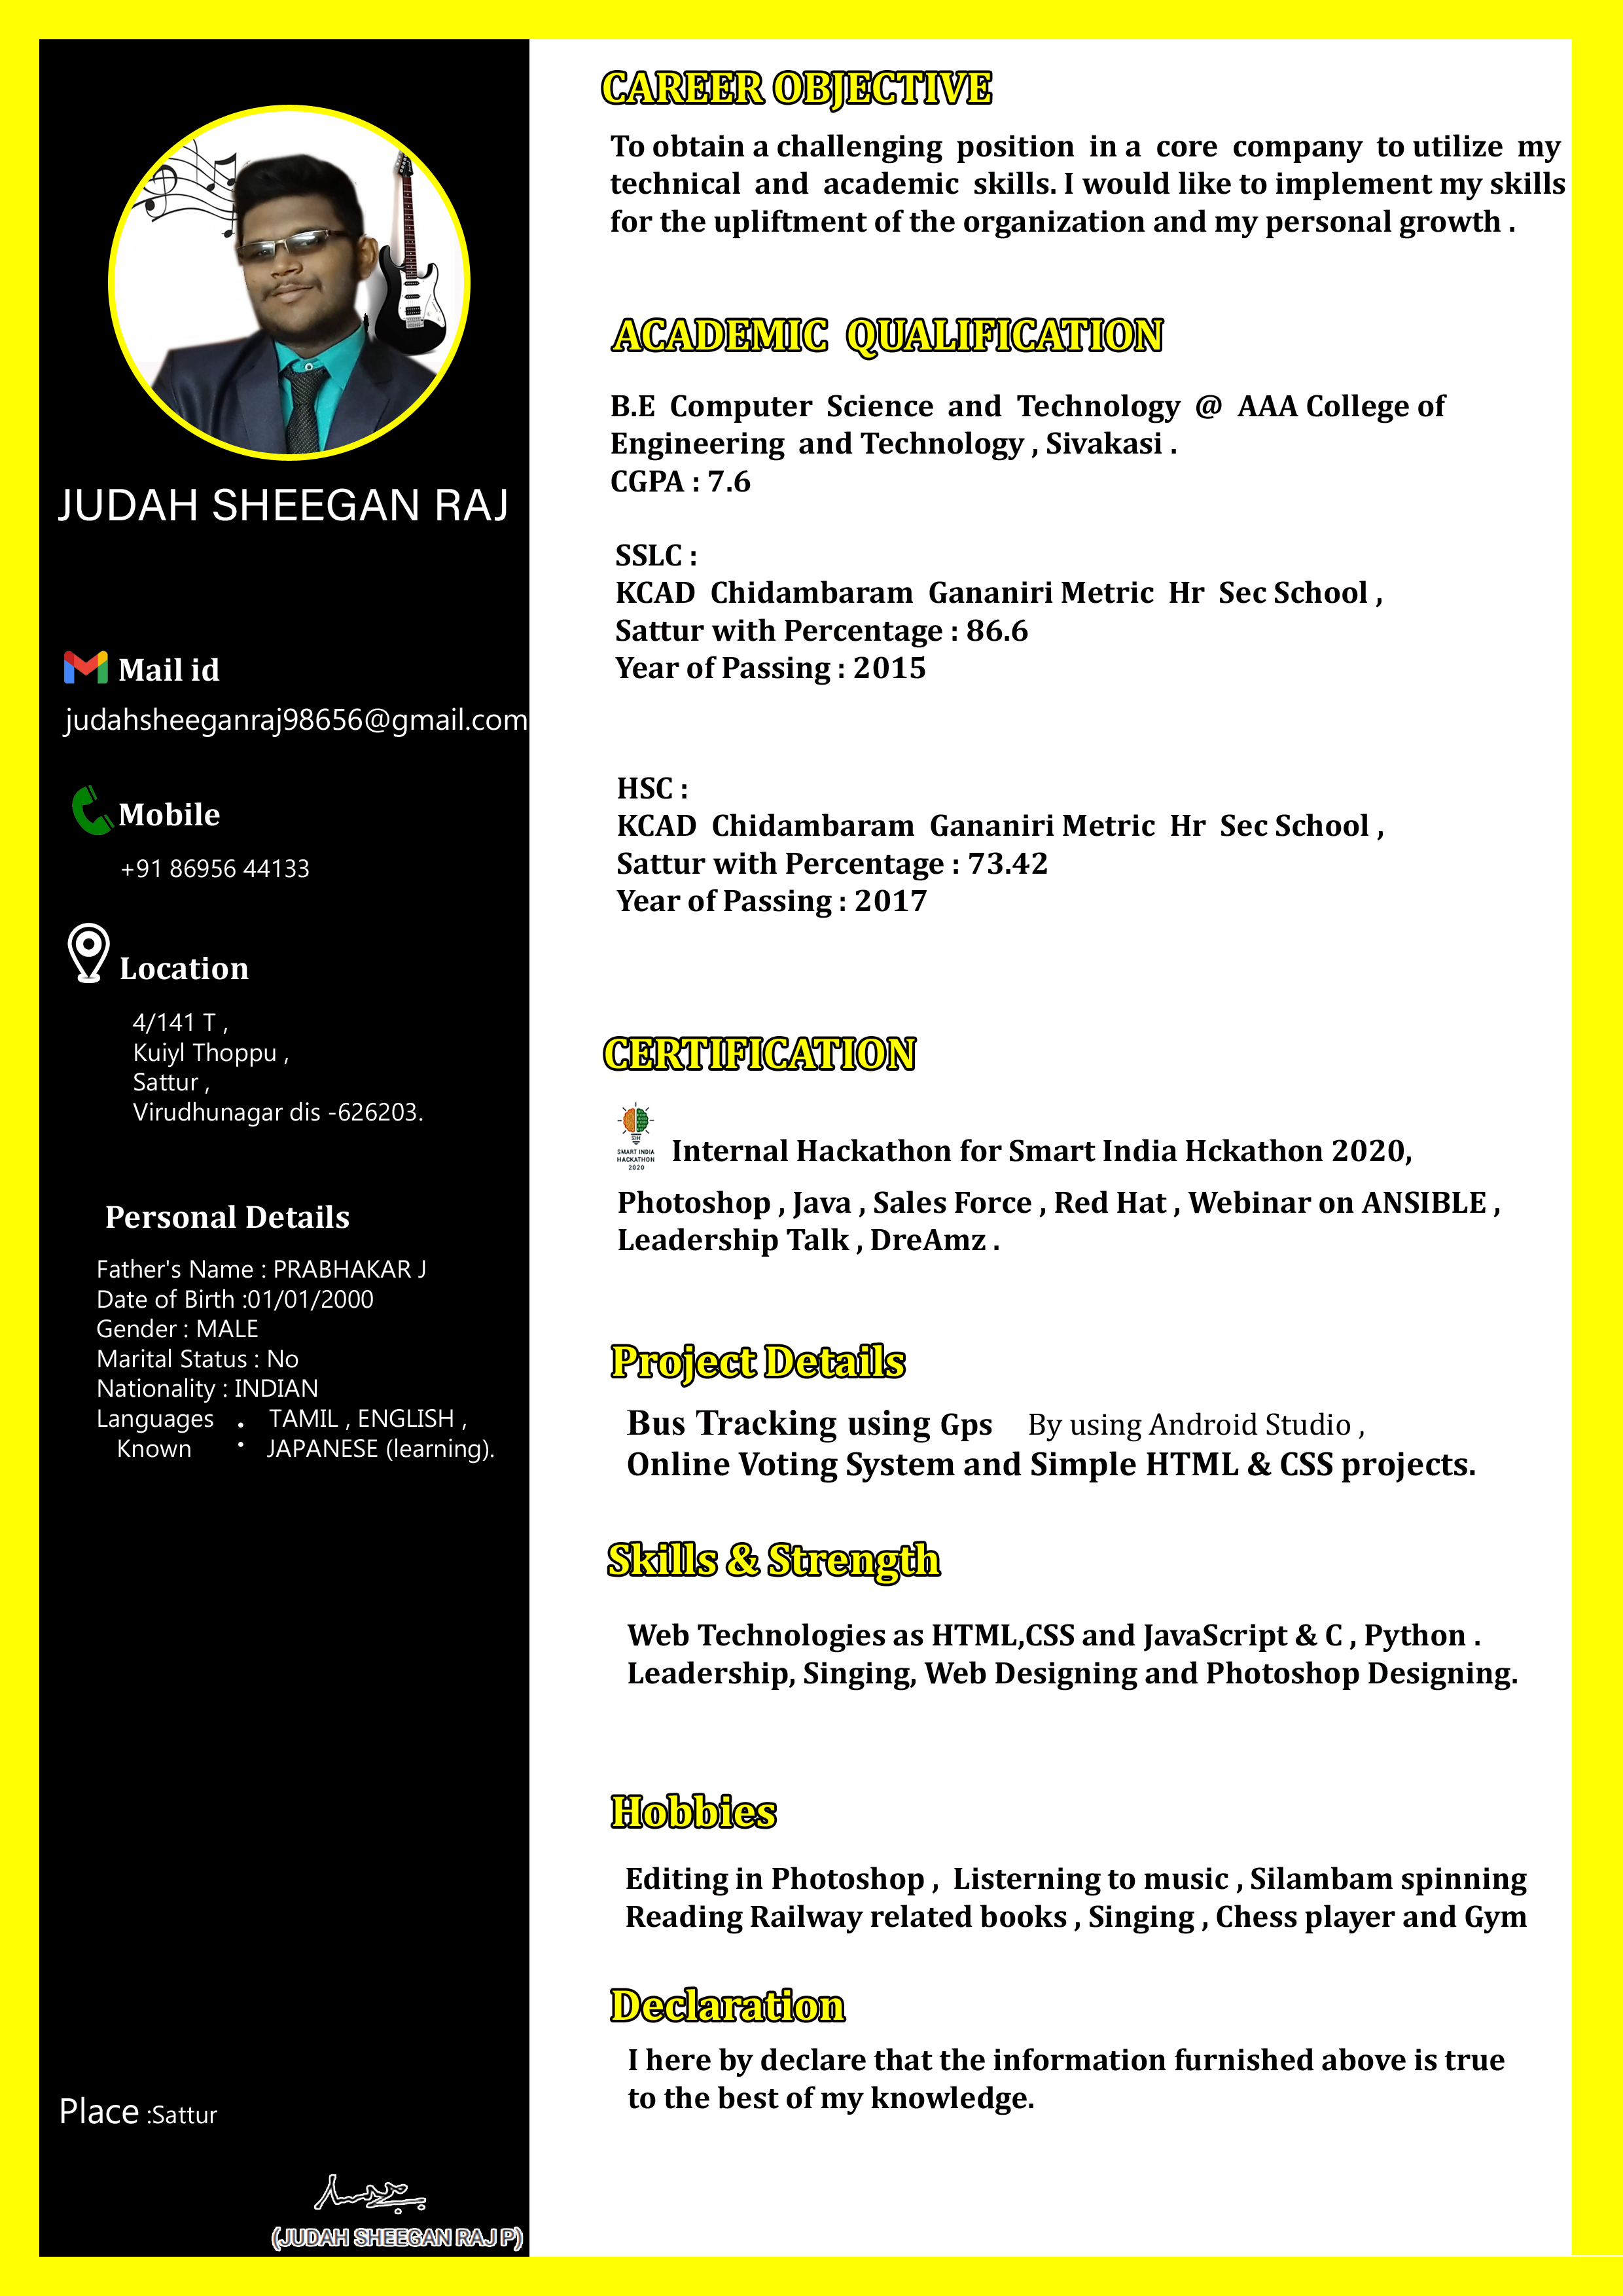 JUDAH SHEEGAN RAJ
Mail id
judahsheeganraj98656@gmail.com
Mobile
+91 86956 44133
Location
4/141 T ,
Kuiyl Thoppu ,
Sattur ,
Virudhunagar dis -626203.
Personal Details
Father's Name : PRABHAKAR J
Date of Birth :01/01/2000
Gender : MALE
Marital Status : No
Nationality : INDIAN
Languages : TAMIL , ENGLISH ,
Known JAPANESE (learning).
Place :Sattur
(JUDAH SHEEGAN RAJ P)
CAREER OBJECTIVE
To obtain a challenging position in a core company to utilize my
technical and academic skills. I would like to implement my skills
for the upliftment of the organization and my personal growth .
ACADEMIC QUALIFICATION
B.E Computer Science and Technology @ AAA College of
Engineering and Technology , Sivakasi .
CGPA : 7.6
SSLC :
KCAD Chidambaram Gananiri Metric Hr Sec School ,
Sattur with Percentage : 86.6
Year of Passing : 2015
HSC :
KCAD Chidambaram Gananiri Metric Hr Sec School ,
Sattur with Percentage : 73.42
Year of Passing : 2017
CERTIFICATION
SIH
SMART INDIA
HACKATHON
2020
Internal Hackathon for Smart India Hckathon 2020,
Photoshop , Java , Sales Force , Red Hat , Webinar on ANSIBLE ,
Leadership Talk , DreAmz .
Project Details
Bus Tracking using Gps By using Android Studio ,
Online Voting System and Simple HTML & CSS projects.
Skills & Strength
Web Technologies as HTML,CSS and JavaScript & C , Python .
Leadership, Singing, Web Designing and Photoshop Designing.
Hobbies
Editing in Photoshop , Listerning to music , Silambam spinning
Reading Railway related books , Singing , Chess player and Gym
Declaration
I here by declare that the information furnished above is true
to the best of my knowledge.